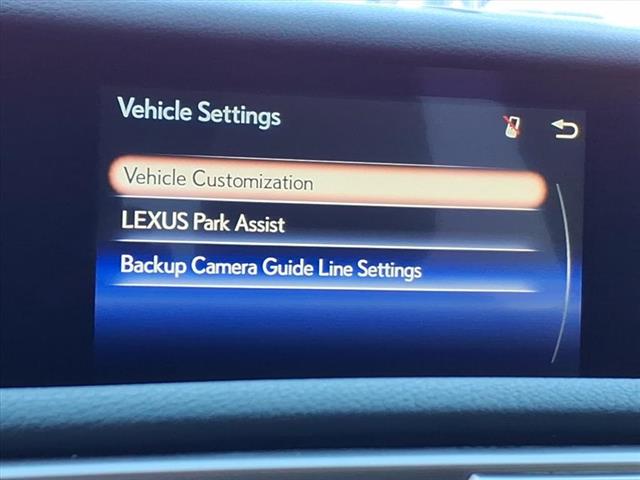 Vehicle Settings
Vehicle Customization
LEXUS Park Assist
Backup Camera Guide Line Settings